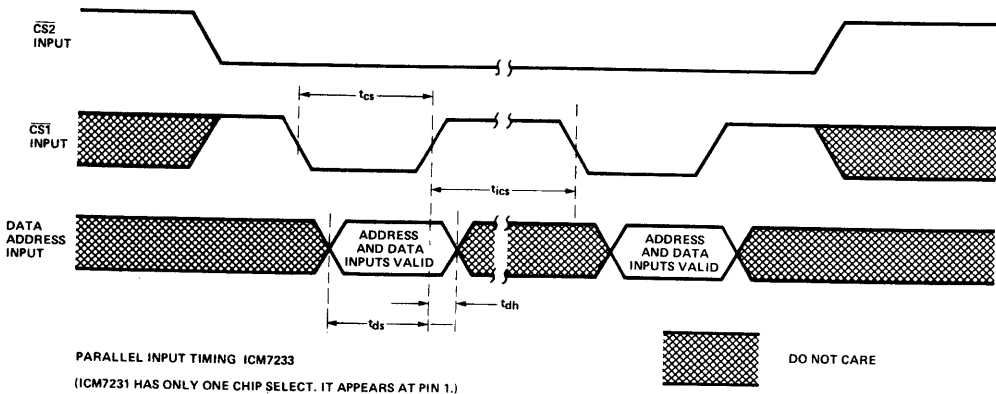 CS2
INPUT
tcs
CS1
INPUT
tics
DATA
ADDRESS
INPUT
ADDRESS
AND DATA
INPUTS VALID
ADDRESS
AND DATA
INPUTS VALID
tdh
tds
PARALLEL INPUT TIMING ICM7233
(ICM7231 HAS ONLY ONE CHIP SELECT. IT APPEARS AT PIN 1.)
DO NOT CARE